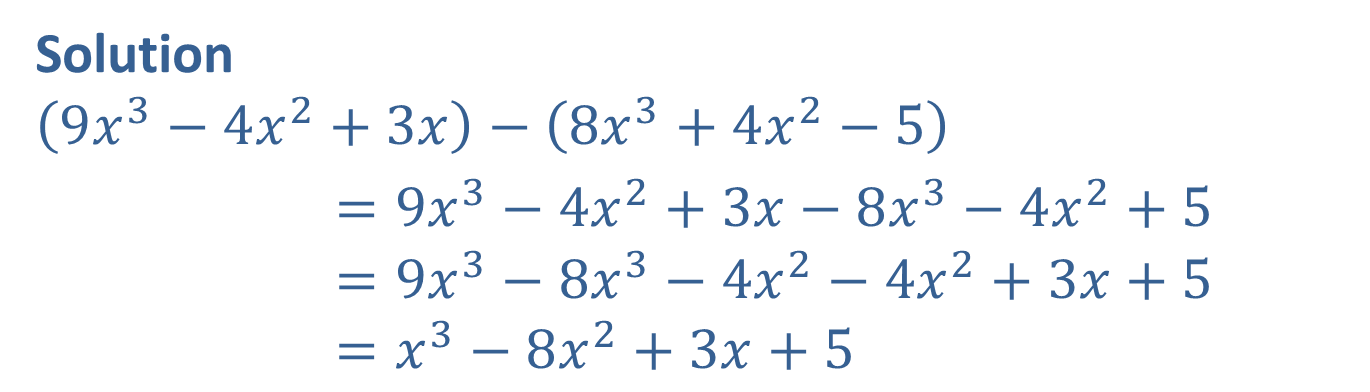 Solution
(9x³ − 4x² + 3x) − (8x³ + 4x² − 5)
= 9x³ − 4x² + 3x − 8x³ − 4x² + 5
= 9x³ − 8x³ − 4x² − 4x² + 3x + 5
= x³ − 8x² + 3x + 5